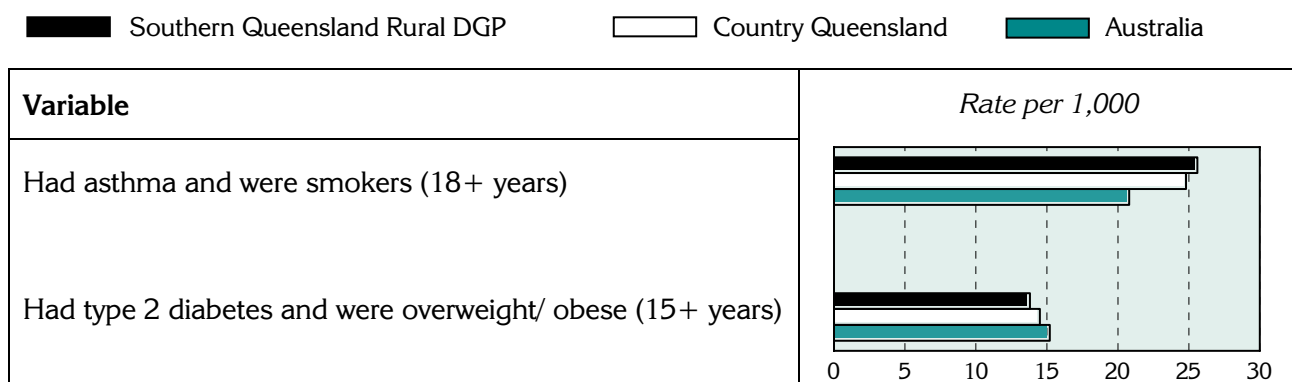 Southern Queensland Rural DGP Country Queensland Australia
Variable Rate per 1,000
Had asthma and were smokers (18+ years)
Had type 2 diabetes and were overweight/ obese (15+ years)
0 5 10 15 20 25 30